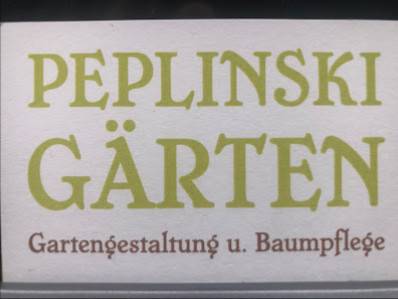 PEPLINSKI
GÄRTEN
Gartengestaltung u. Baumpflege